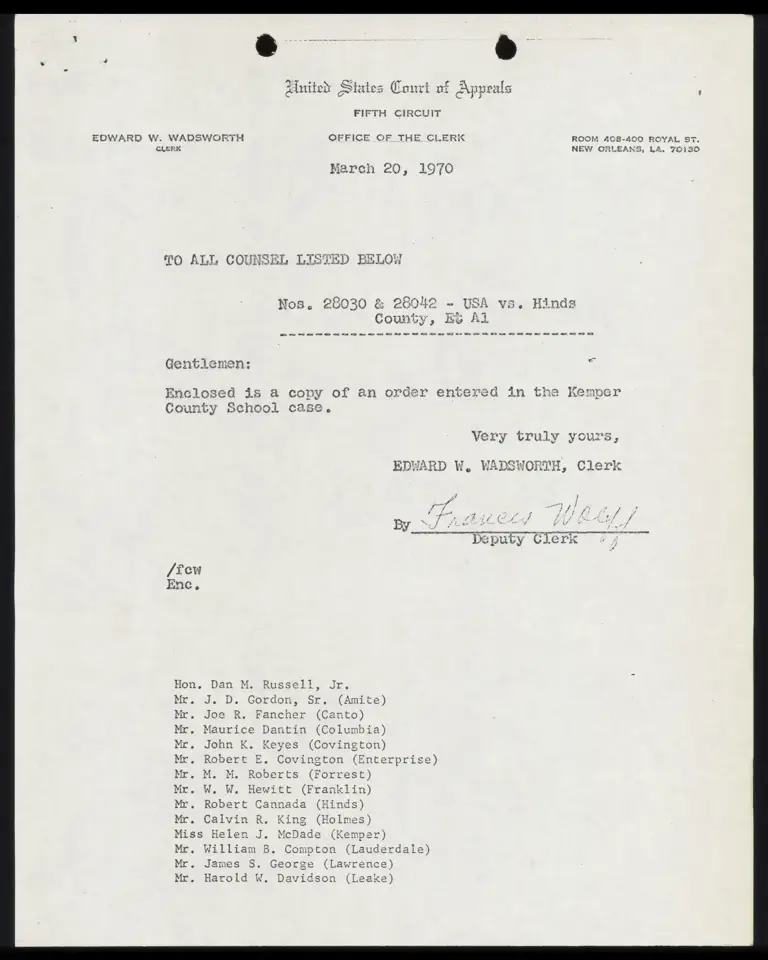 United States Court of Appeals
FIFTH CIRCUIT
EDWARD W. WADSWORTH
CLERK
OFFICE OF THE CLERK
ROOM 408-400 ROYAL ST.
NEW ORLEANS, LA. 70130
March 20, 1970
TO ALL COUNSEL LISTED BELOW
Nos. 28030 & 28042 - USA vs. Hinds
County, Et Al
Gentlemen:
Enclosed is a copy of an order entered in the Kemper
County School case.
Very truly yours,
EDWARD W. WADSWORTH, Clerk
By Frances Wolff
Deputy Clerk
/fcw
Enc.
Hon. Dan M. Russell, Jr.
Mr. J. D. Gordon, Sr. (Amite)
Mr. Joe R. Fancher (Canto)
Mr. Maurice Dantin (Columbia)
Mr. John K. Keyes (Covington)
Mr. Robert E. Covington (Enterprise)
Mr. M. M. Roberts (Forrest)
Mr. W. W. Hewitt (Franklin)
Mr. Robert Cannada (Hinds)
Mr. Calvin R. King (Holmes)
Miss Helen J. McDade (Kemper)
Mr. William B. Compton (Lauderdale)
Mr. James S. George (Lawrence)
Mr. Harold W. Davidson (Leake)